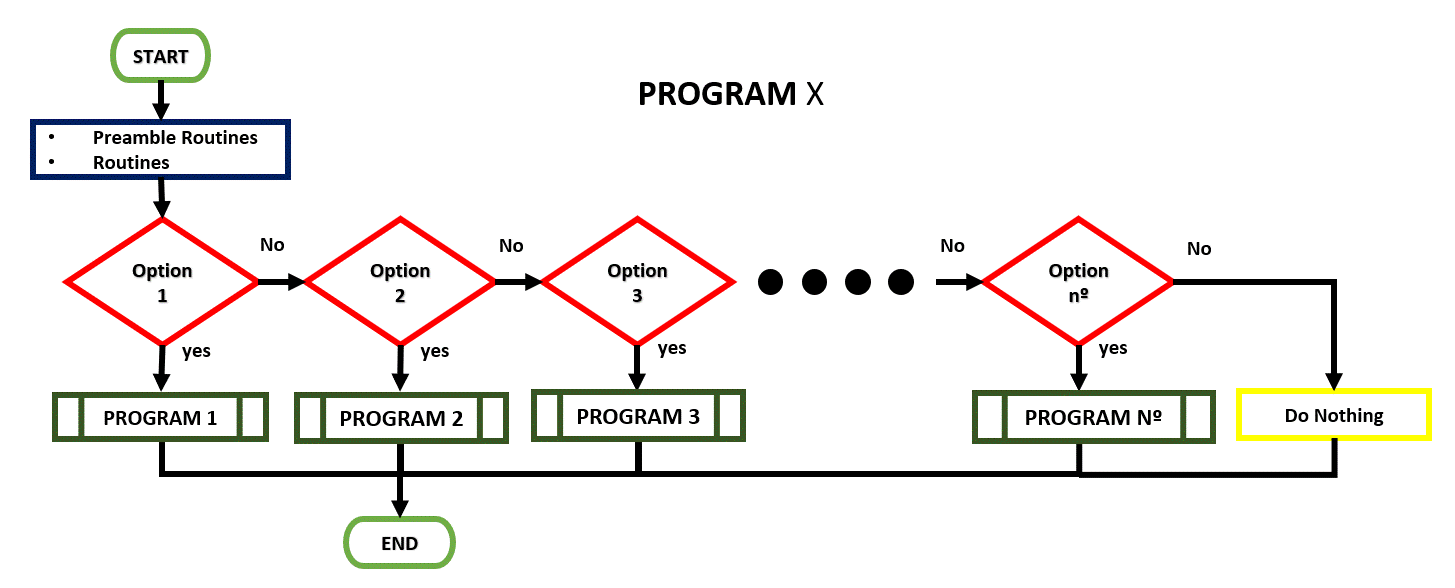 START
PROGRAM X
• Preamble Routines
• Routines
No
No
No
No
Option
1
Option
2
Option
3
Option
nº
yes
yes
yes
yes
PROGRAM 1
PROGRAM 2
PROGRAM 3
PROGRAM Nº
Do Nothing
END